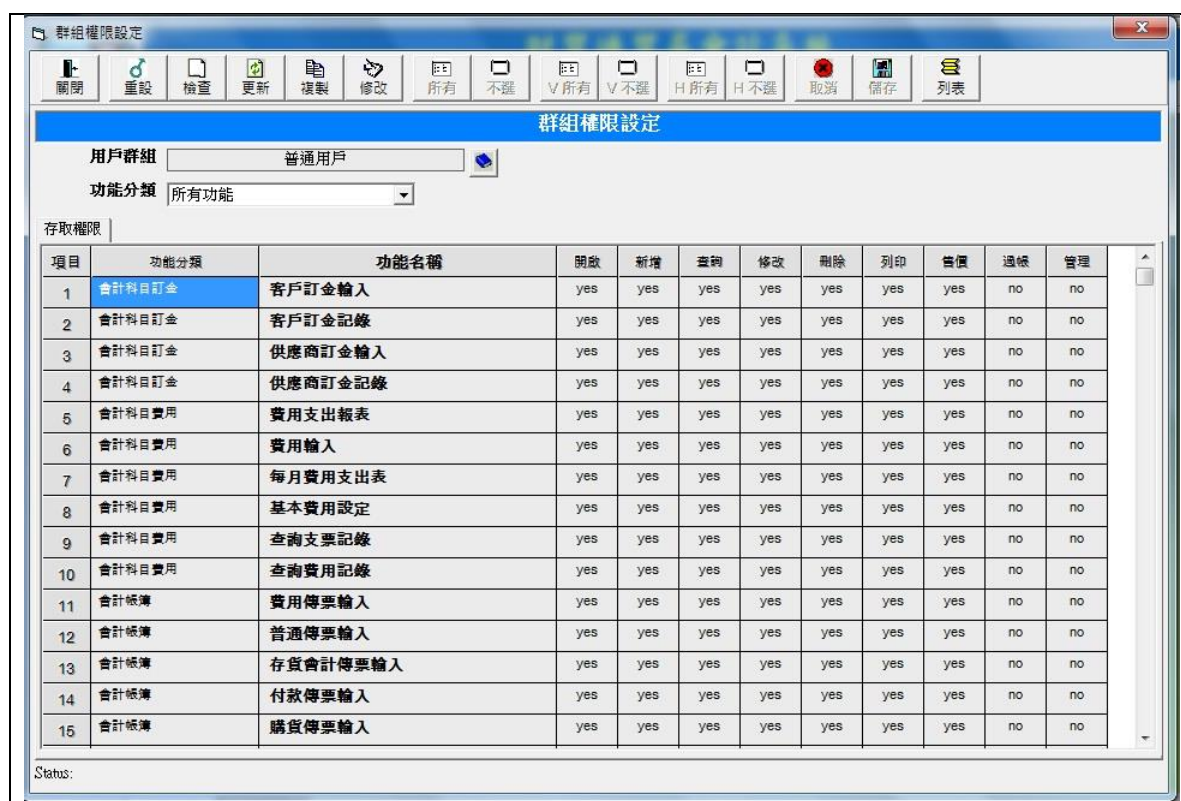 群組權限設定
關閉 重設 檢查 更新 複製 修改 所有 不選 V 所有 V 不選 H 所有 H 不選 取消 儲存 列表
群組權限設定
用戶群組 普通用戶
功能分類 所有功能
存取權限
項目 功能分類 功能名稱 開啟 新增 查詢 修改 刪除 列印 售價 過帳 管理
1 會計科目訂金 客戶訂金輸入 yes yes yes yes yes yes yes no no
2 會計科目訂金 客戶訂金記錄 yes yes yes yes yes yes yes no no
3 會計科目訂金 供應商訂金輸入 yes yes yes yes yes yes yes no no
4 會計科目訂金 供應商訂金記錄 yes yes yes yes yes yes yes no no
5 會計科目費用 費用支出報表 yes yes yes yes yes yes yes no no
6 會計科目費用 費用輸入 yes yes yes yes yes yes yes no no
7 會計科目費用 每月費用支出表 yes yes yes yes yes yes yes no no
8 會計科目費用 基本費用設定 yes yes yes yes yes yes yes no no
9 會計科目費用 查詢支票記錄 yes yes yes yes yes yes yes no no
10 會計科目費用 查詢費用記錄 yes yes yes yes yes yes yes no no
11 會計帳簿 費用傳票輸入 yes yes yes yes yes yes yes no no
12 會計帳簿 普通傳票輸入 yes yes yes yes yes yes yes no no
13 會計帳簿 存貨會計傳票輸入 yes yes yes yes yes yes yes no no
14 會計帳簿 付款傳票輸入 yes yes yes yes yes yes yes no no
15 會計帳簿 購貨傳票輸入 yes yes yes yes yes yes yes no no
Status: